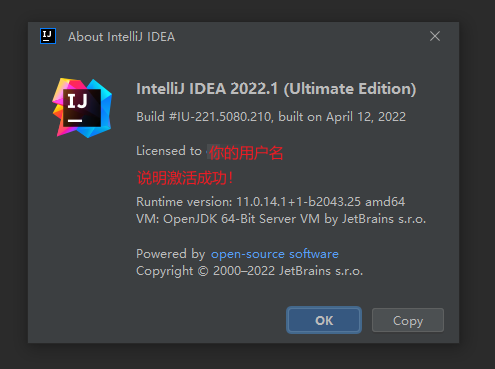 IJ
About IntelliJ IDEA
IJ
IntelliJ IDEA 2022.1 (Ultimate Edition)
Build #IU-221.5080.210, built on April 12, 2022
Licensed to 你的用户名
说明激活成功！
Runtime version: 11.0.14.1+1-b2043.25 amd64
VM: OpenJDK 64-Bit Server VM by JetBrains s.r.o.
Powered by open-source software
Copyright © 2000–2022 JetBrains s.r.o.
OK
Copy